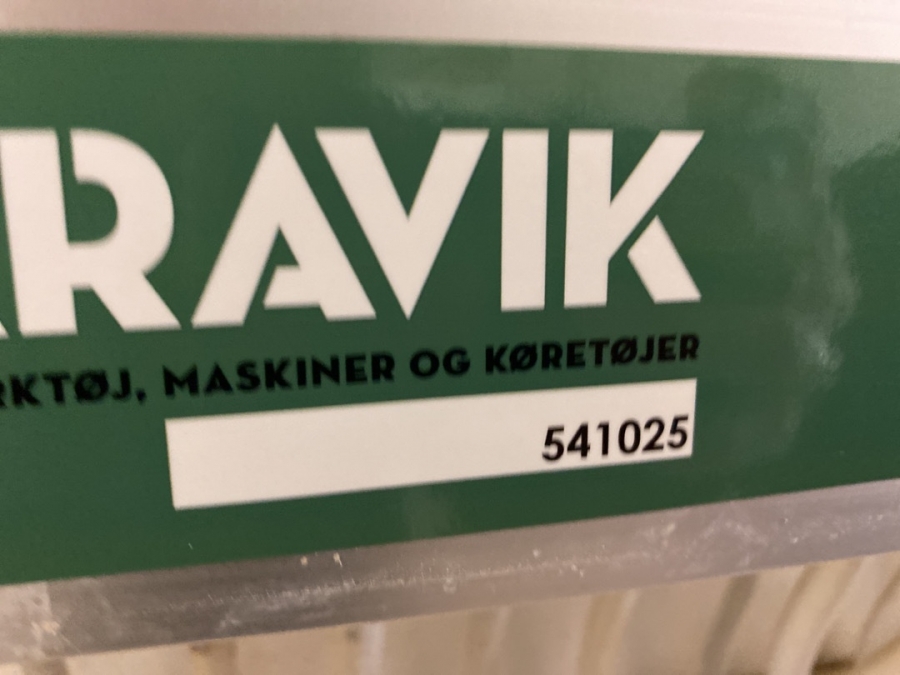 RAVIK
RKTØJ, MASKINER OG KØRETØJER
541025